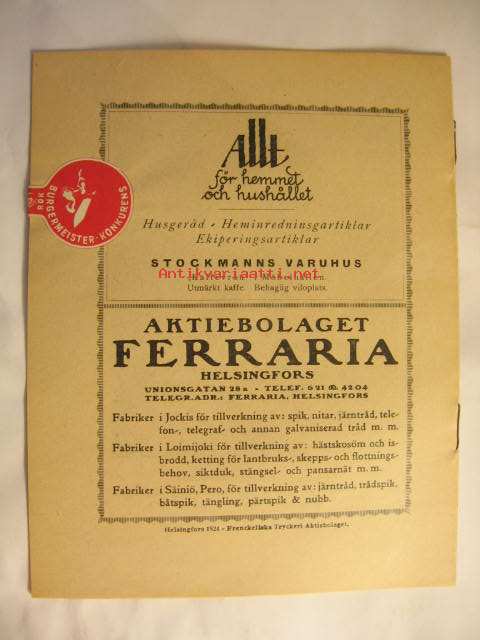 Allt
för hemmet
och hushållet
Husgeråd - Heminredninsgartiklar
Ekiperingsartiklar
STOCKMANNS VARUHUS
Antikvariaatti.net
Utmärkt kaffe. Behaglig viloplats.
RÖK
BURGERMEISTER-KONKURENS
AKTIEBOLAGET
FERRARIA
HELSINGFORS
UNIONSGATAN 28 a - TELEF. 6 21 & 42 04
TELEGR.ADR.: FERRARIA, HELSINGFORS
Fabriker i Jockis för tillverkning av: spik, nitar, järntråd, tele-
fon-, telegraf- och annan galvaniserad tråd m. m.
Fabriker i Loimijoki för tillverkning av: hästskosöm och is-
brodd, ketting för lantbruks-, skepps- och flottnings-
behov, siktduk, stängsel- och pansarnät m. m.
Fabriker i Säiniö, Pero, för tillverkning av: järntråd, trådspik,
båtspik, tängling, pärtspik & nubb.
Helsingfors 1924 - Frenckellska Tryckeri Aktiebolaget.